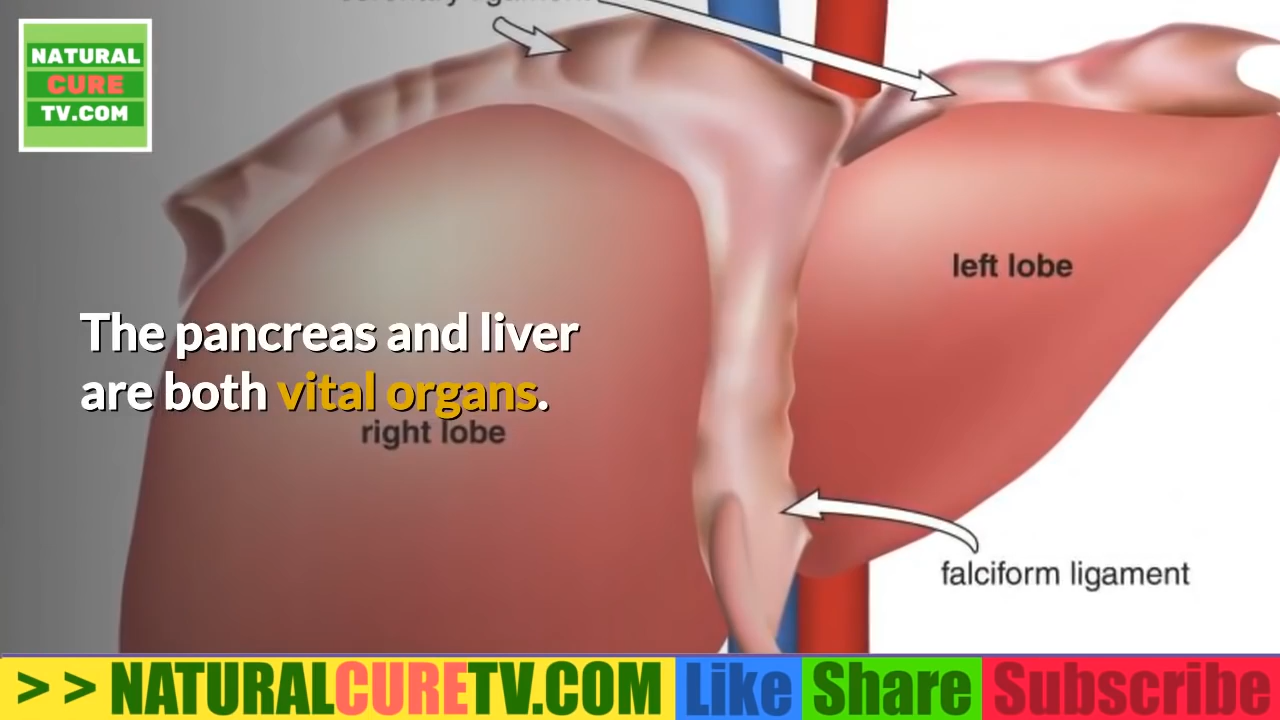 NATURAL
CURE
TV.COM
The pancreas and liver
are both vital organs.
right lobe
left lobe
falciform ligament
>> NATURALCURETV.COM Like Share Subscribe